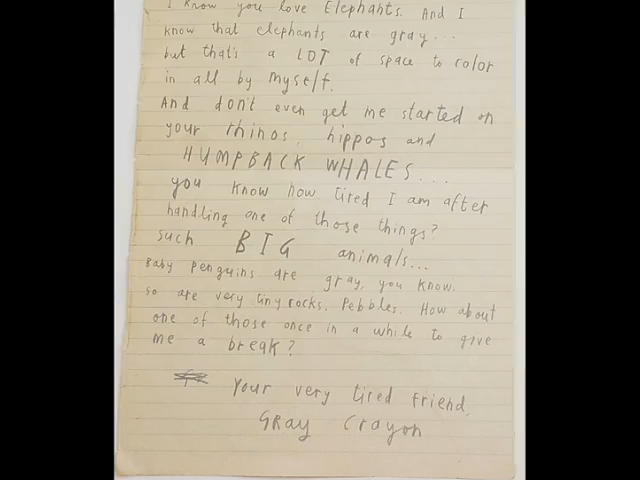 I know you love Elephants. And I
know that elephants are gray...
but that's a LOT of space to color
in all by myself.
And don't even get me started on
your rhinos, hippos and
HUMPBACK WHALES...
you know how tired I am after
handling one of those things?
such BIG animals...
Baby penguins are gray, you know.
so are very tiny rocks. Pebbles. How about
one of those once in a while to give
me a break?
Your very tired friend,
Gray Crayon